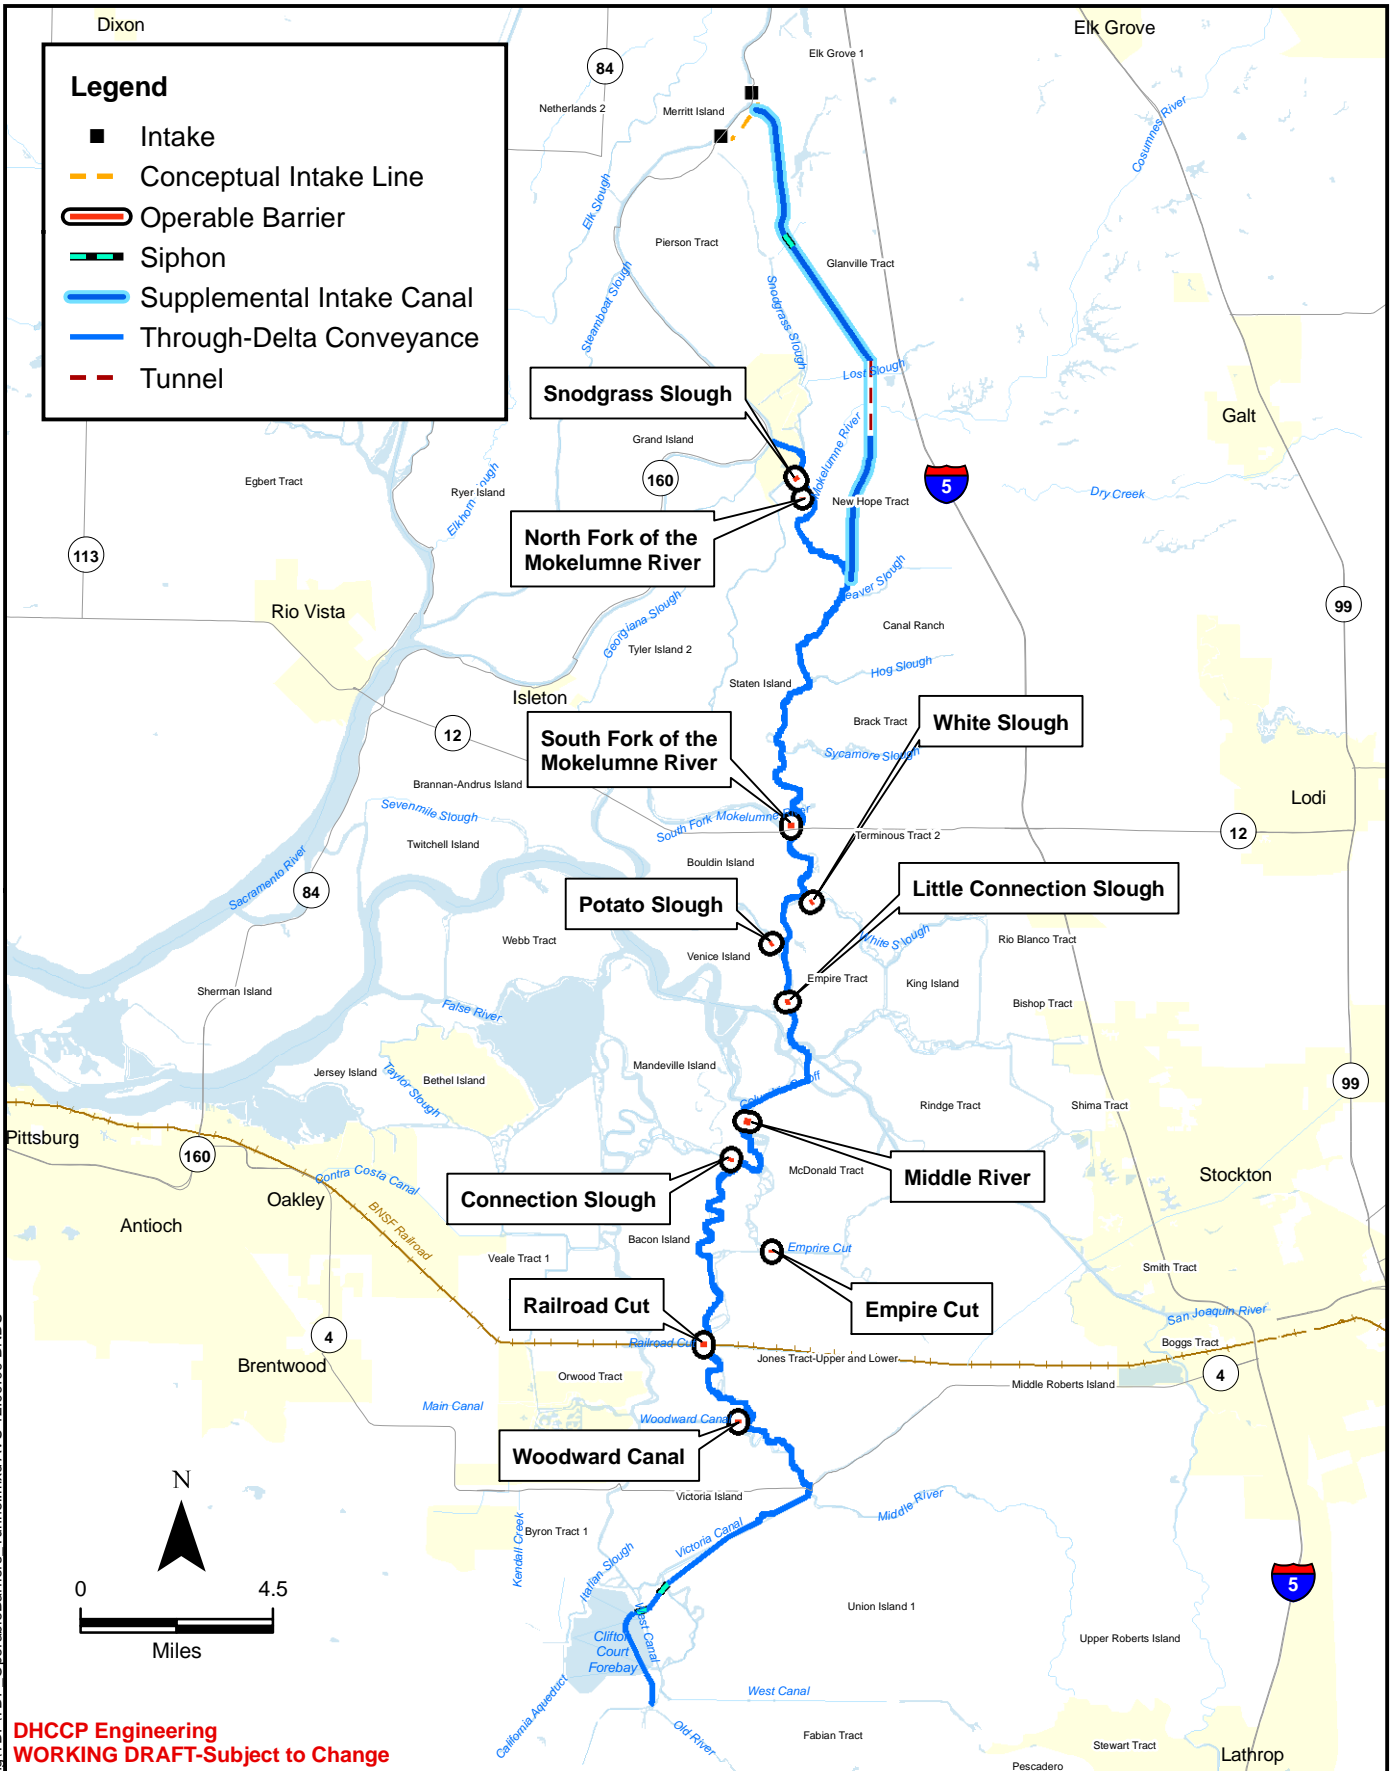 Dixon
Elk Grove
Legend
Intake
Conceptual Intake Line
Operable Barrier
Siphon
Supplemental Intake Canal
Through-Delta Conveyance
Tunnel
84
Elk Grove 1
Netherlands 2
Merritt Island
Cosumnes River
Elk Slough
Pierson Tract
Glanville Tract
Steamboat Slough
Snodgrass Slough
Lost Slough
Snodgrass Slough
Galt
Grand Island
Mokelumne River
160
5
Egbert Tract
Ryer Island
Elkhorn Slough
Dry Creek
New Hope Tract
North Fork of the
Mokelumne River
113
Beaver Slough
99
Rio Vista
Georgiana Slough
Canal Ranch
Tyler Island 2
Hog Slough
Staten Island
Isleton
12
Brack Tract
White Slough
South Fork of the
Mokelumne River
Sycamore Slough
Brannan-Andrus Island
Lodi
Sevenmile Slough
South Fork Mokelumne River
12
Terminous Tract 2
Twitchell Island
Bouldin Island
Sacramento River
84
Little Connection Slough
Potato Slough
Webb Tract
White Slough
Rio Blanco Tract
Venice Island
Empire Tract
King Island
Sherman Island
Bishop Tract
False River
Mandeville Island
Jersey Island
Taylor Slough
Bethel Island
99
Rindge Tract
Shima Tract
Pittsburg
160
McDonald Tract
Middle River
Stockton
Contra Costa Canal
Connection Slough
Oakley
Antioch
BNSF Railroad
Bacon Island
Emprire Cut
Veale Tract 1
Smith Tract
Railroad Cut
Empire Cut
San Joaquin River
4
Railroad Cut
Boggs Tract
Brentwood
Jones Tract-Upper and Lower
4
Orwood Tract
Middle Roberts Island
Main Canal
Woodward Canal
Woodward Canal
N
Victoria Island
Middle River
Byron Tract 1
Victoria Canal
Kendall Creek
Italian Slough
5
0 4.5
Miles
West Canal
Union Island 1
Clifton
Court
Forebay
Upper Roberts Island
West Canal
California Aqueduct
Old River
DHCCP Engineering
WORKING DRAFT-Subject to Change
Fabian Tract
Stewart Tract
Lathrop
Pescadero